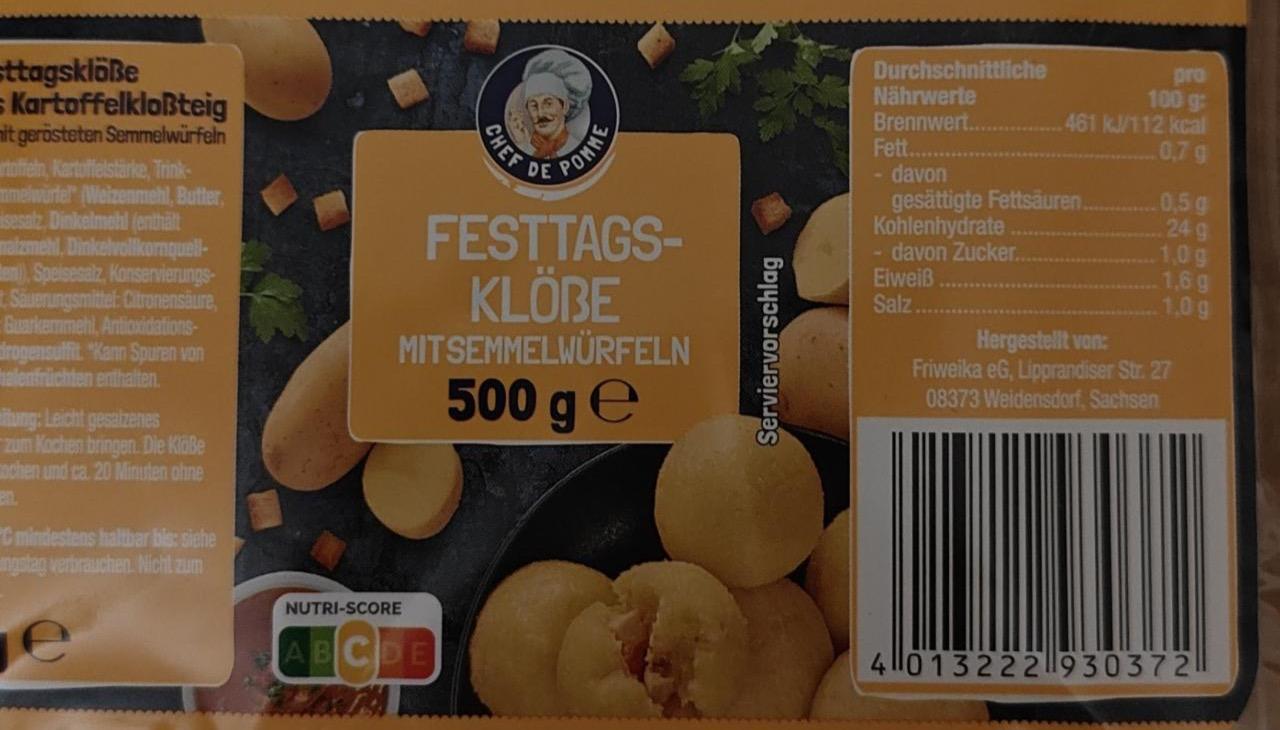 sttagsklöße
s Kartoffelkloßteig
mit gerösteten Semmelwürfeln
rtoffeln, Kartoffelstärke, Trink-
mmelwürfel* (Weizenmehl, Butter,
isesalz, Dinkelmehl (enthält
malzmehl, Dinkelvollkornquell-
Speisesalz, Konservierungs-
t, Säuerungsmittel: Citronensäure,
Guarkernmehl, Antioxidations-
drogensulfit. *Kann Spuren von
halenfrüchten enthalten.
itung: Leicht gesalzenes
zum Kochen bringen. Die Klöße
ochen und ca. 20 Minuten ohne
en.
°C mindestens haltbar bis: siehe
ungstag verbrauchen. Nicht zum
g e
CHEF DE POMME
FESTTAGS-
KLÖßE
MIT SEMMELWÜRFELN
500 g e
Serviervorschlag
NUTRI-SCORE
A B C D E
Durchschnittliche pro
Nährwerte 100 g:
Brennwert.............. 461 kJ/112 kcal
Fett.............. 0,7 g
- davon
gesättigte Fettsäuren.............. 0,5 g
Kohlenhydrate .............. 24 g
- davon Zucker.............. 1,0 g
Eiweiß .............. 1,6 g
Salz .............. 1,0 g
Hergestellt von:
Friweika eG, Lipprandiser Str. 27
08373 Weidensdorf, Sachsen
4 013222 930372